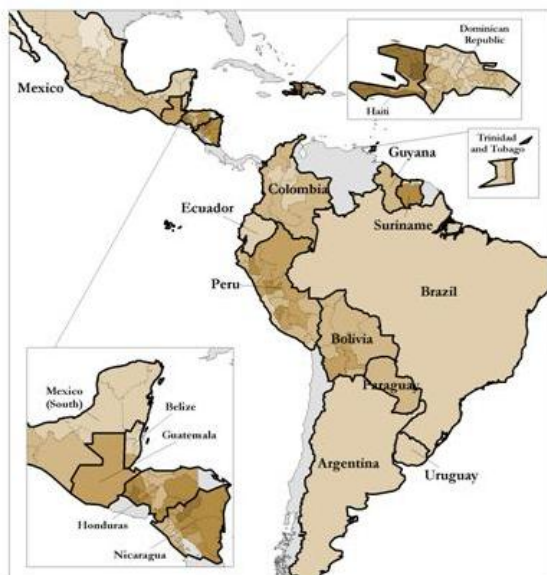 Dominican
Republic
Mexico
Haiti
Trinidad
and Tobago
Guyana
Colombia
Ecuador
Suriname
Peru
Brazil
Bolivia
Mexico
(South)
Paraguay
Belize
Guatemala
Argentina
Uruguay
Honduras
Nicaragua